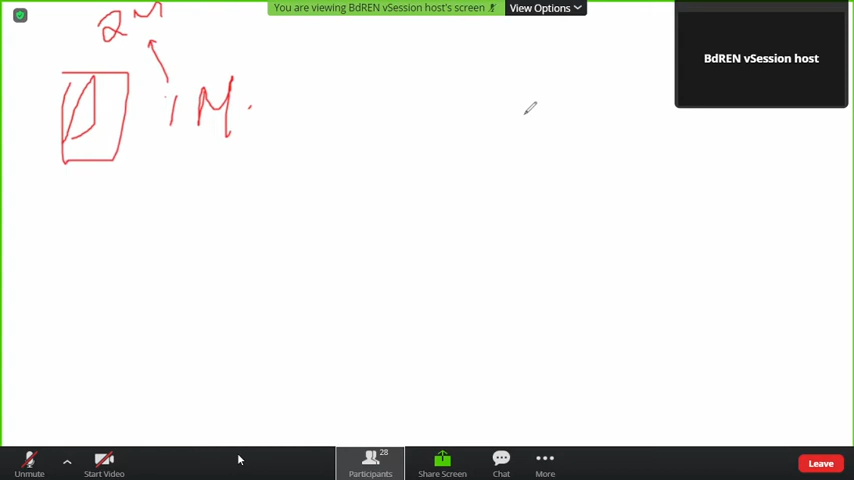 You are viewing BdREN vSession host's screen
View Options
2^M
1 M.
BdREN vSession host
Unmute
Start Video
28
Participants
Share Screen
Chat
More
Leave